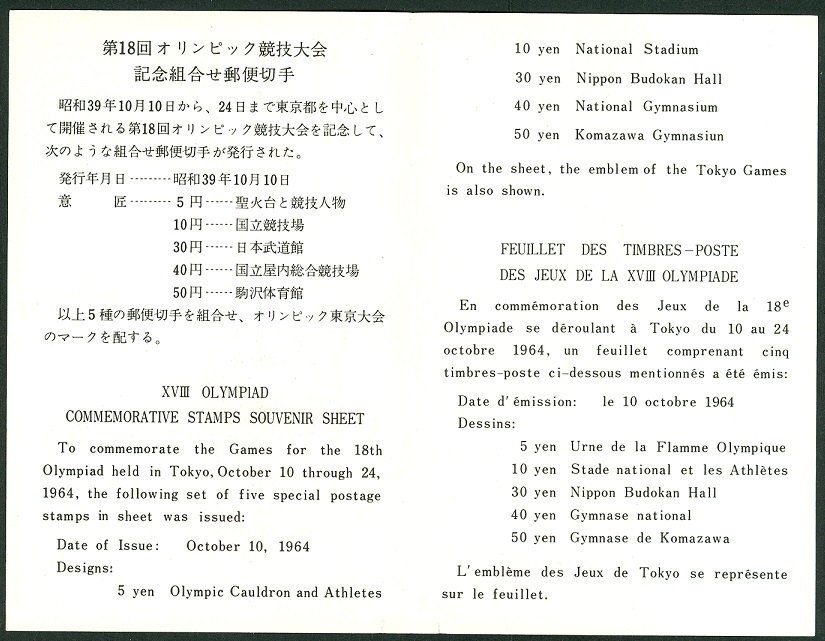 第18回オリンピック競技大会
記念組合せ郵便切手
昭和39年10月10日から、24日まで東京都を中心とし
て開催される第18回オリンピック競技大会を記念して、
次のような組合せ郵便切手が発行された。
発行年月日 --------- 昭和39年10月10日
意 匠 --------- 5円 ------ 聖火台と競技人物
10円 ------ 国立競技場
30円 ------ 日本武道館
40円 ------ 国立屋内総合競技場
50円 ------ 駒沢体育館
以上5種の郵便切手を組合せ、オリンピック東京大会
のマークを配する。
XVIII OLYMPIAD
COMMEMORATIVE STAMPS SOUVENIR SHEET
To commemorate the Games for the 18th
Olympiad held in Tokyo, October 10 through 24,
1964, the following set of five special postage
stamps in sheet was issued:
Date of Issue: October 10, 1964
Designs:
5 yen Olympic Cauldron and Athletes
10 yen National Stadium
30 yen Nippon Budokan Hall
40 yen National Gymnasium
50 yen Komazawa Gymnasiun
On the sheet, the emblem of the Tokyo Games
is also shown.
FEUILLET DES TIMBRES-POSTE
DES JEUX DE LA XVIII OLYMPIADE
En commémoration des Jeux de la 18e
Olympiade se déroulant à Tokyo du 10 au 24
octobre 1964, un feuillet comprenant cinq
timbres-poste ci-dessous mentionnés a été émis:
Date d'émission: le 10 octobre 1964
Dessins:
5 yen Urne de la Flamme Olympique
10 yen Stade national et les Athlètes
30 yen Nippon Budokan Hall
40 yen Gymnase national
50 yen Gymnase de Komazawa
L'emblème des Jeux de Tokyo se représente
sur le feuillet.